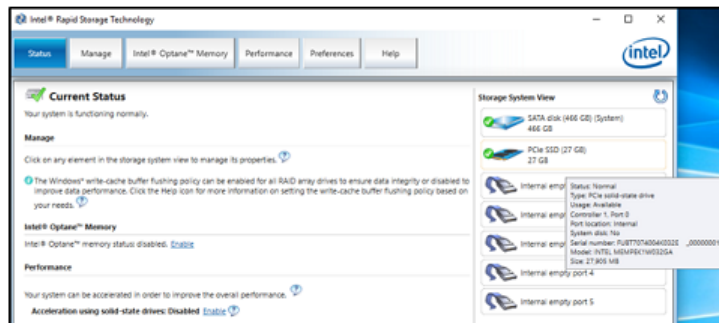 Intel® Rapid Storage Technology
Status
Manage
Intel® Optane™ Memory
Performance
Preferences
Help
intel
Current Status
Your system is functioning normally.
Manage
Click on any element in the storage system view to manage its properties.
The Windows* write-cache buffer flushing policy can be enabled for all RAID array drives to ensure data integrity or disabled to
improve data performance. Click the Help icon for more information on setting the write-cache buffer flushing policy based on
your needs.
Intel® Optane™ Memory
Intel® Optane™ memory status disabled. Enable
Performance
Your system can be accelerated in order to improve the overall performance.
Acceleration using solid-state drives: Disabled Enable
Storage System View
SATA disk (466 GB) (System)
466 GB
PCIe SSD (27 GB)
27 GB
Internal empt
Internal empt
Internal emp
Internal empty port 4
Internal empty port 5
Status: Normal
Type: PCIe solid-state drive
Usage: Available
Controller 1, Port 0
Port location: Internal
System disk: No
Serial number:
Model: INTEL MEMPEK1W032GA
Size: 27,905 MB